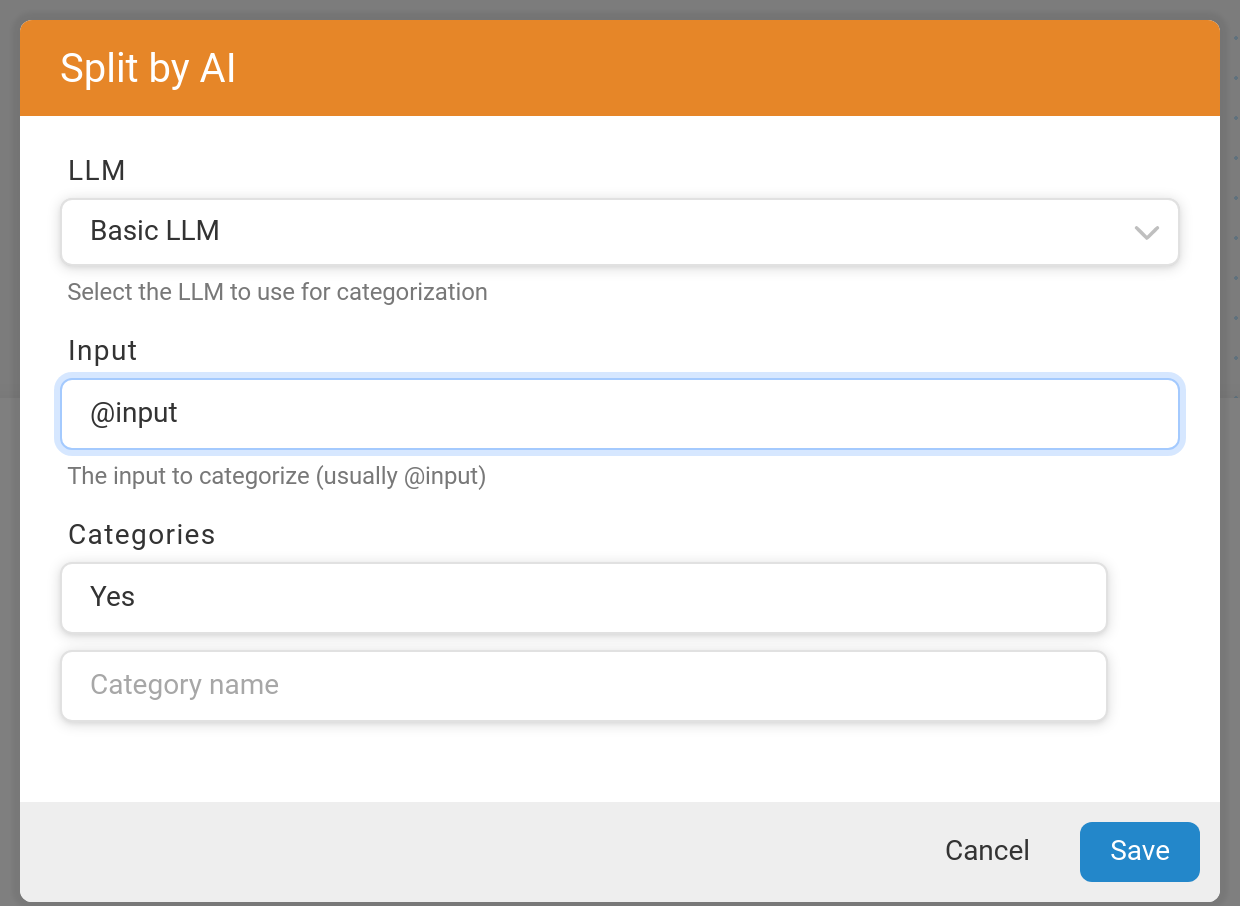 Split by AI
LLM
Basic LLM
Select the LLM to use for categorization
Input
@input
The input to categorize (usually @input)
Categories
Yes
Category name
Cancel
Save